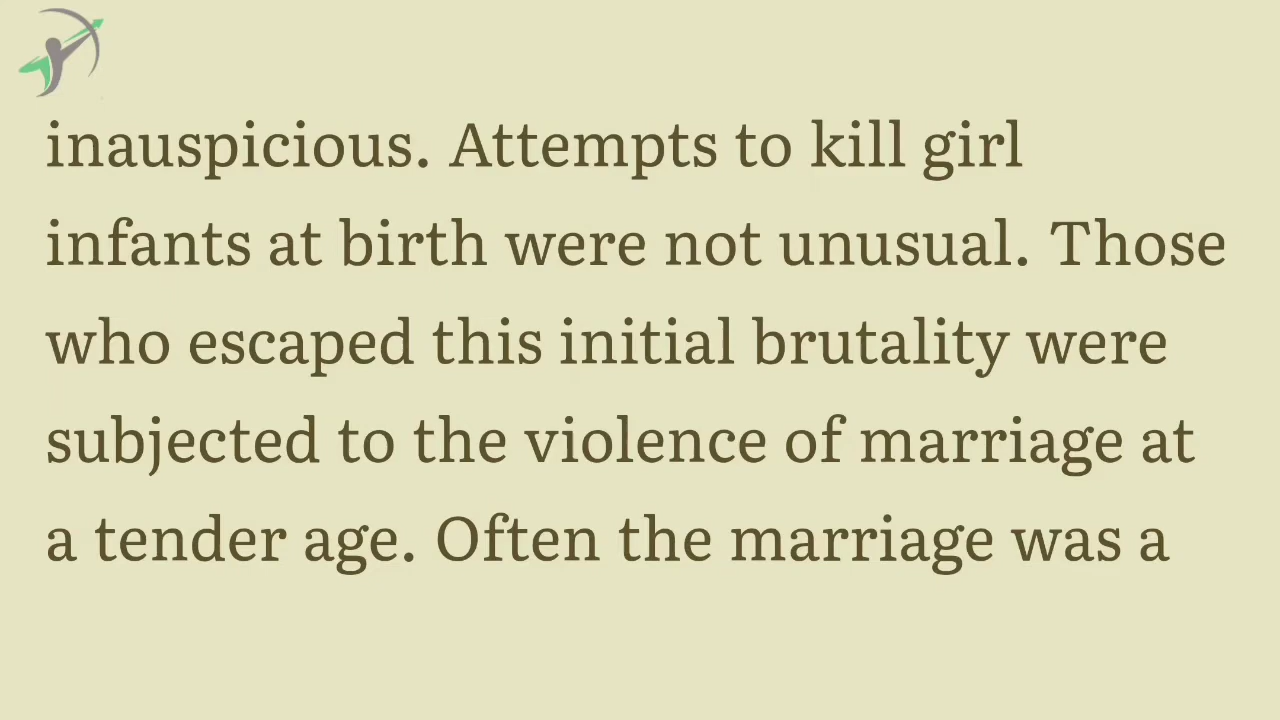 inauspicious. Attempts to kill girl
infants at birth were not unusual. Those
who escaped this initial brutality were
subjected to the violence of marriage at
a tender age. Often the marriage was a